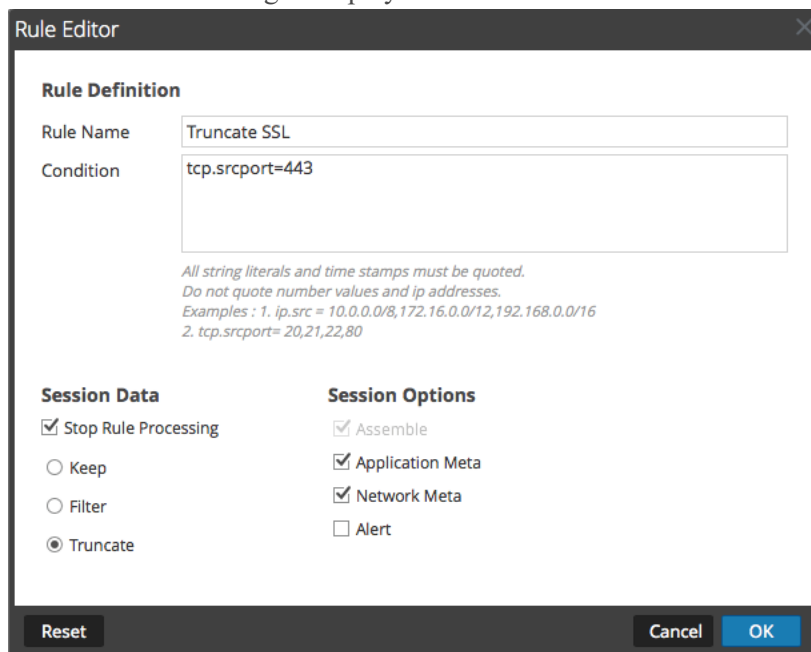 Rule Editor
Rule Definition
Rule Name
Truncate SSL
Condition
tcp.srcport=443
All string literals and time stamps must be quoted.
Do not quote number values and ip addresses.
Examples : 1. ip.src = 10.0.0.0/8,172.16.0.0/12,192.168.0.0/16
2. tcp.srcport= 20,21,22,80
Session Data
Stop Rule Processing
Keep
Filter
Truncate
Session Options
Assemble
Application Meta
Network Meta
Alert
Reset
Cancel
OK